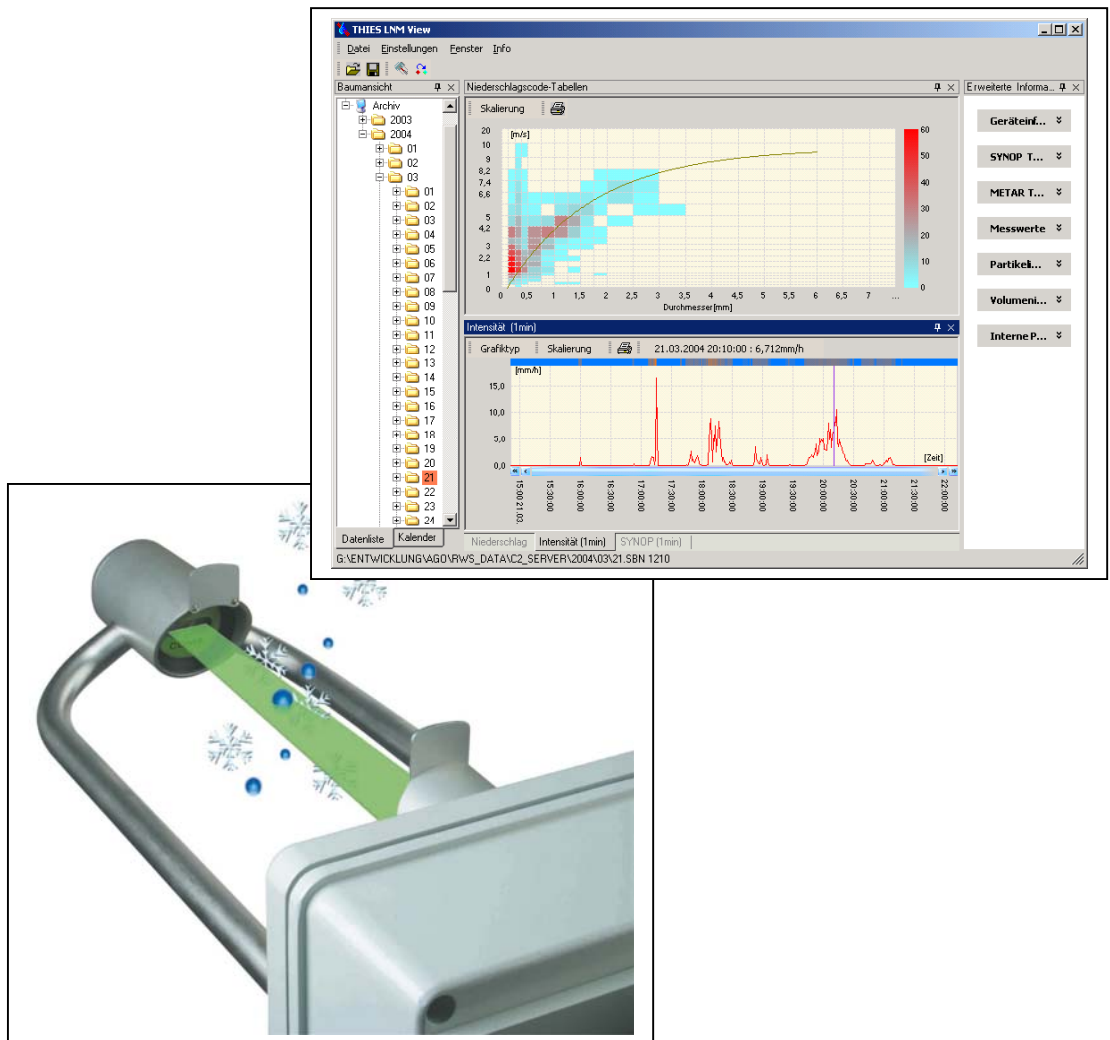 THIES LNM View
Datei Einstellungen Fenster Info
Baumansicht
Archiv
2003
2004
01
02
03
01
02
03
04
05
06
07
08
09
10
11
12
13
14
15
16
17
18
19
20
21
22
23
24
Datenliste Kalender
Niederschlagscode-Tabellen
Skalierung
[m/s]
20
10
9
8,2
7,4
6,6
5
4,2
3
2,2
1
0
0 0,5 1 1,5 2 2,5 3 3,5 4 4,5 5 5,5 6 6,5 7 ...
Durchmesser[mm]
60
50
40
30
20
10
0
Intensität (1min)
Grafiktyp Skalierung 21.03.2004 20:10:00 : 6,712mm/h
[mm/h]
15,0
10,0
5,0
0,0
[Zeit]
15:00:00 21.03. 15:30:00 16:00:00 16:30:00 17:00:00 17:30:00 18:00:00 18:30:00 19:00:00 19:30:00 20:00:00 20:30:00 21:00:00 21:30:00 22:00:00
Niederschlag Intensität (1min) SYNOP (1min)
Erweiterte Informa...
Geräteinf...
SYNOP T...
METAR T...
Messwerte
Partikeli...
Volumeni...
Interne P...
G:\ENTWICKLUNG\AGO\RWS_DATA\C2_SERVER\2004\03\21.SBN 1210